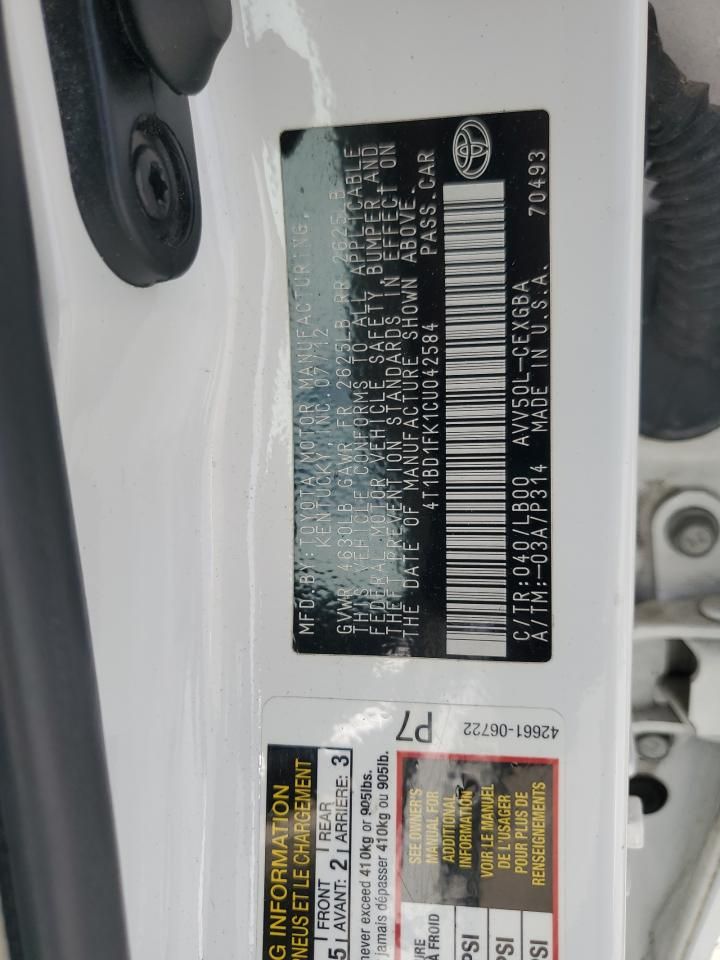 MFD.BY:TOYOTA MOTOR MANUFACTURING,
KENTUCKY, INC. 07/12
GVWR 4630LB GAWR FR 2625LB RR 2625LB
THIS VEHICLE CONFORMS TO ALL APPLICABLE
FEDERAL MOTOR VEHICLE SAFETY, BUMPER AND
THEFT PREVENTION STANDARDS IN EFFECT ON
THE DATE OF MANUFACTURE SHOWN ABOVE.
4T1BD1FK1CU042584 PASS.CAR
C/TR:040/LB00 AVV50L-CEXGBA 70493
A/TM:-03A/P314 MADE IN U.S.A.
INFORMATION
PNEUS ET LE CHARGEMENT
5 FRONT REAR
AVANT: 2 ARRIÈRE: 3
never exceed 410kg or 905lbs.
jamais dépasser 410kg ou 905lb.
P7
42661-06722
À FROID
PSI PSI PSI
SEE OWNER'S
MANUAL FOR
ADDITIONAL
INFORMATION
VOIR LE MANUEL
DE L'USAGER
POUR PLUS DE
RENSEIGNEMENTS